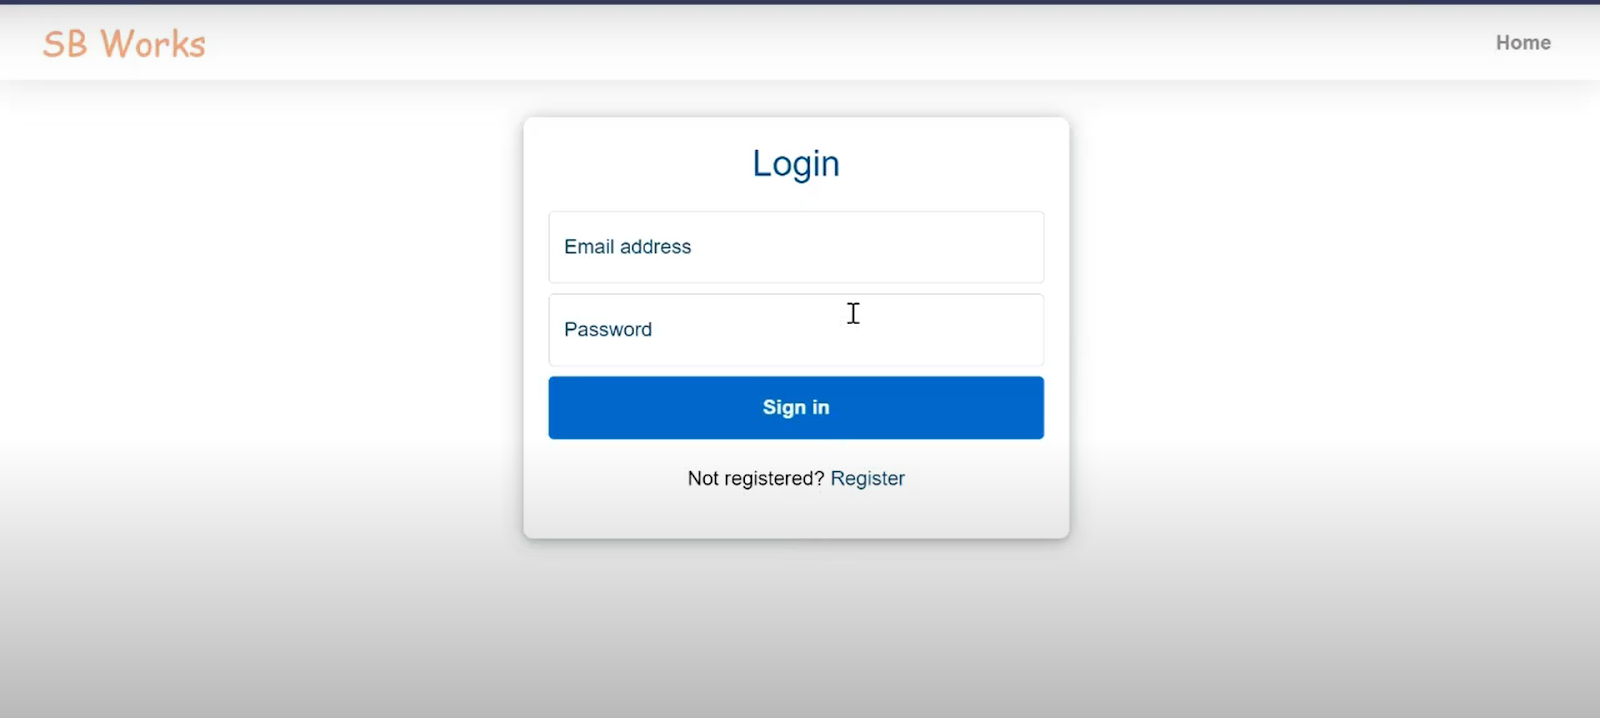 SB Works
Home
Login
Email address
Password
Sign in
Not registered? Register